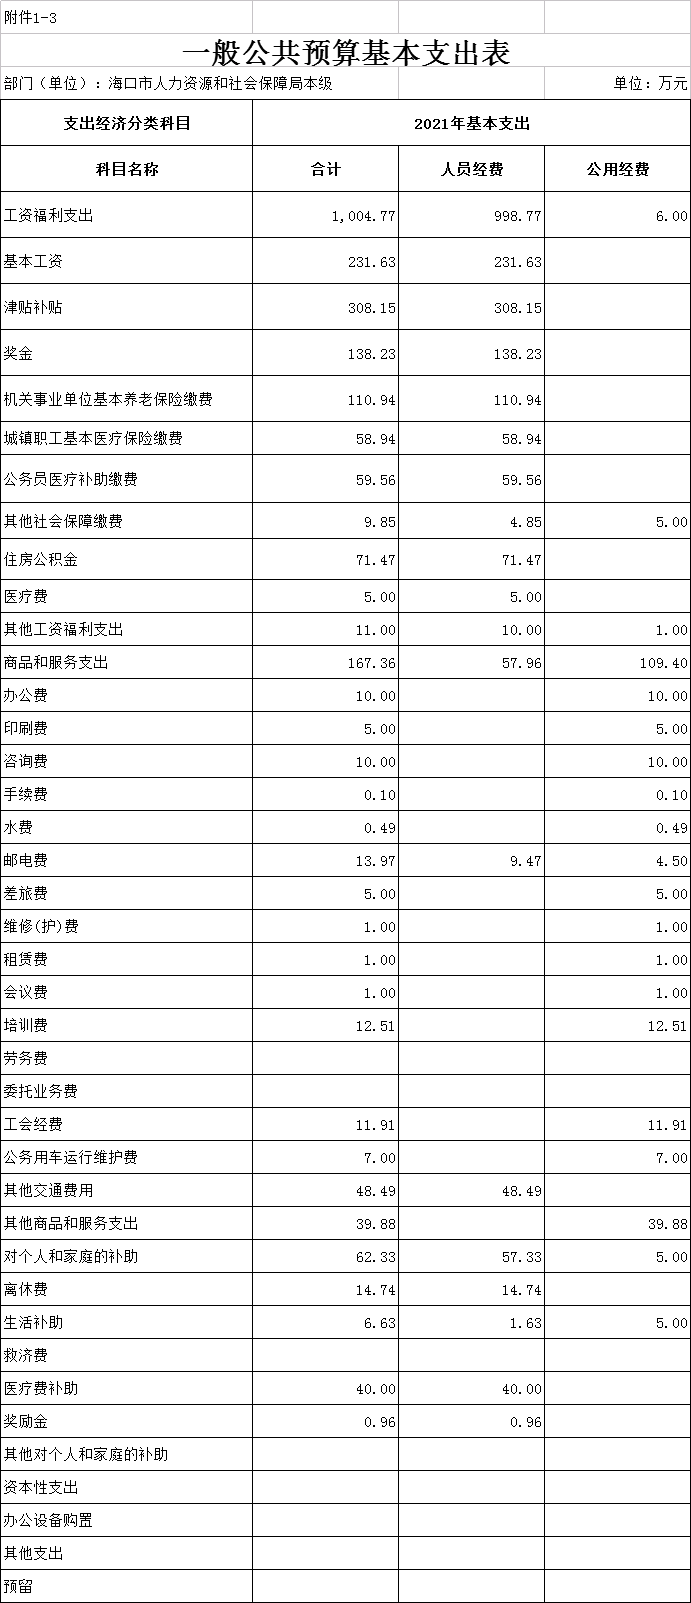 附件1-3
一般公共预算基本支出表
部门（单位）：海口市人力资源和社会保障局本级 单位：万元
支出经济分类科目 2021年基本支出
科目名称 合计 人员经费 公用经费
工资福利支出 1,004.77 998.77 6.00
基本工资 231.63 231.63
津贴补贴 308.15 308.15
奖金 138.23 138.23
机关事业单位基本养老保险缴费 110.94 110.94
城镇职工基本医疗保险缴费 58.94 58.94
公务员医疗补助缴费 59.56 59.56
其他社会保障缴费 9.85 4.85 5.00
住房公积金 71.47 71.47
医疗费 5.00 5.00
其他工资福利支出 11.00 10.00 1.00
商品和服务支出 167.36 57.96 109.40
办公费 10.00 10.00
印刷费 5.00 5.00
咨询费 10.00 10.00
手续费 0.10 0.10
水费 0.49 0.49
邮电费 13.97 9.47 4.50
差旅费 5.00 5.00
维修(护)费 1.00 1.00
租赁费 1.00 1.00
会议费 1.00 1.00
培训费 12.51 12.51
劳务费
委托业务费
工会经费 11.91 11.91
公务用车运行维护费 7.00 7.00
其他交通费用 48.49 48.49
其他商品和服务支出 39.88 39.88
对个人和家庭的补助 62.33 57.33 5.00
离休费 14.74 14.74
生活补助 6.63 1.63 5.00
救济费
医疗费补助 40.00 40.00
奖励金 0.96 0.96
其他对个人和家庭的补助
资本性支出
办公设备购置
其他支出
预留